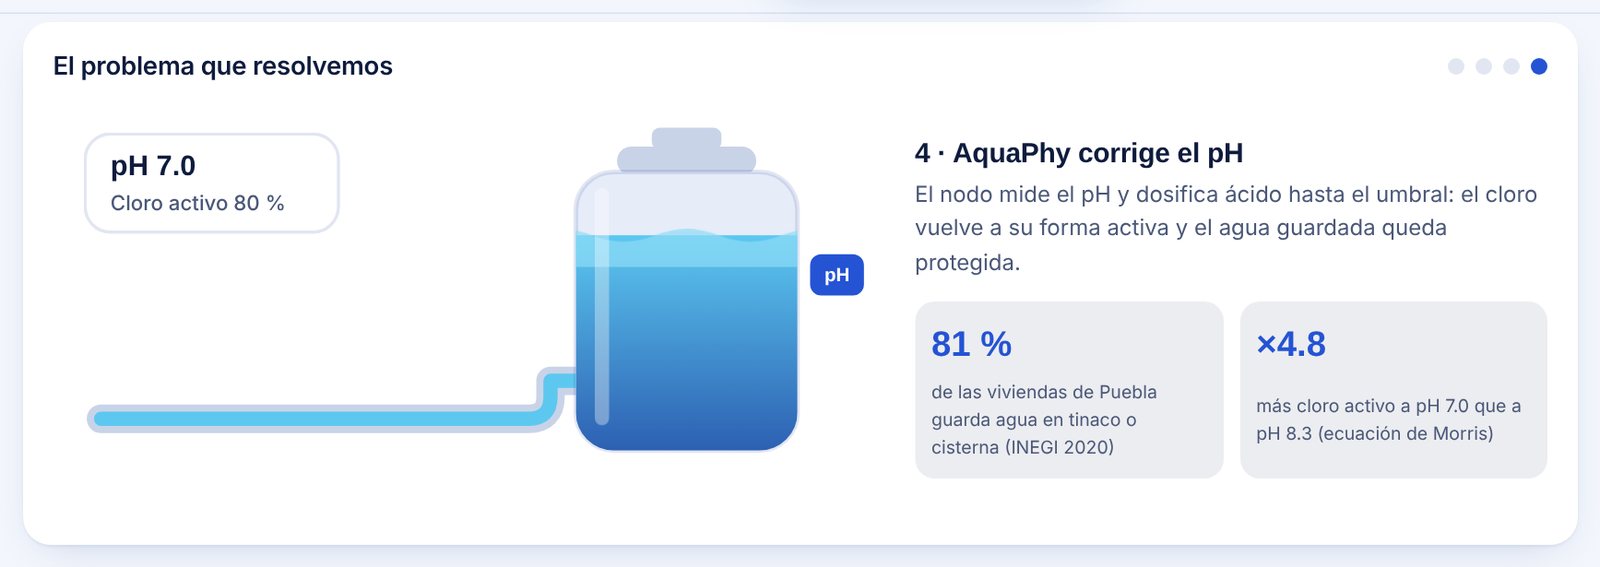 El problema que resolvemos
pH 7.0
Cloro activo 80 %
pH
4 · AquaPhy corrige el pH
El nodo mide el pH y dosifica ácido hasta el umbral: el cloro
vuelve a su forma activa y el agua guardada queda
protegida.
81 %
de las viviendas de Puebla
guarda agua en tinaco o
cisterna (INEGI 2020)
×4.8
más cloro activo a pH 7.0 que a
pH 8.3 (ecuación de Morris)